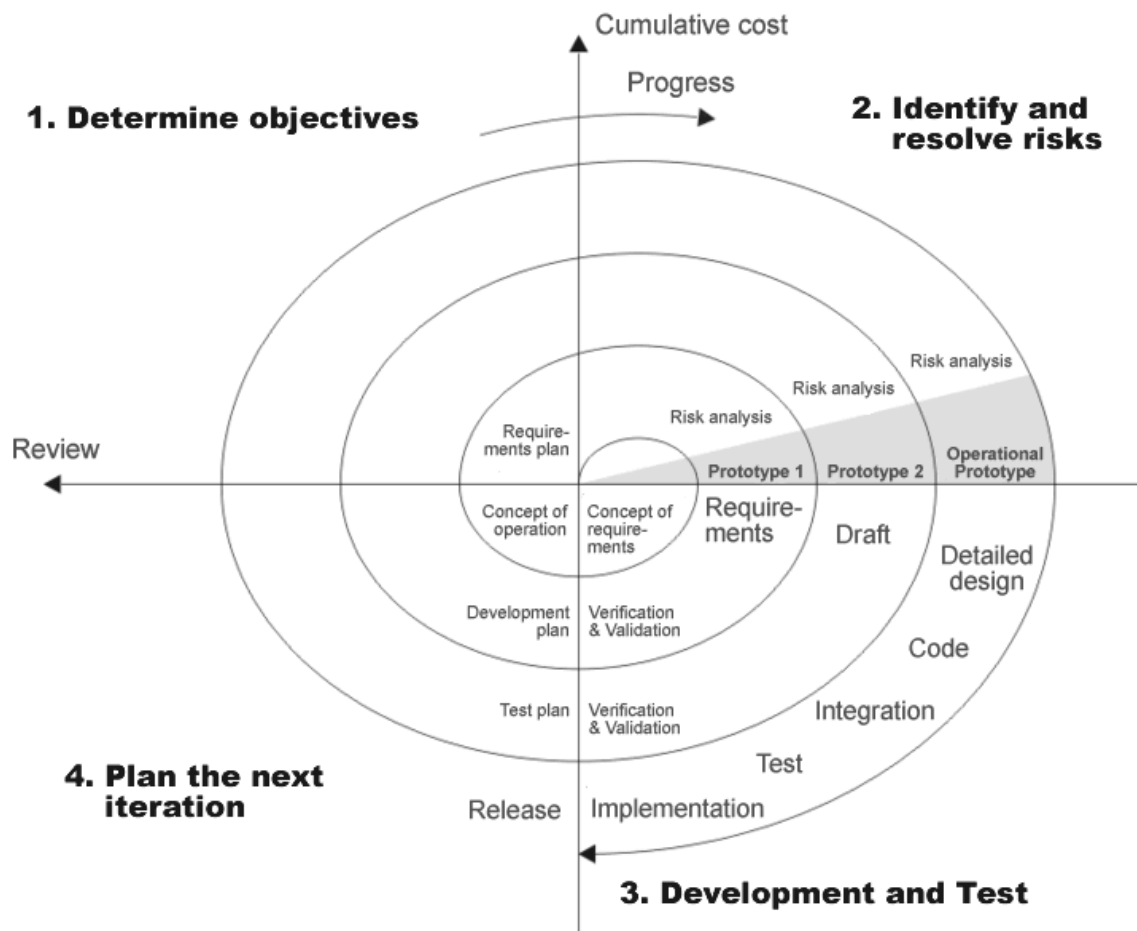 Cumulative cost
Progress
1. Determine objectives
2. Identify and
resolve risks
Risk analysis
Risk analysis
Risk analysis
Require-
ments plan
Review
Prototype 1
Prototype 2
Operational
Prototype
Concept of
operation
Concept of
require-
ments
Require-
ments
Draft
Detailed
design
Development
plan
Verification
& Validation
Code
Test plan
Verification
& Validation
Integration
Test
4. Plan the next
iteration
Release
Implementation
3. Development and Test